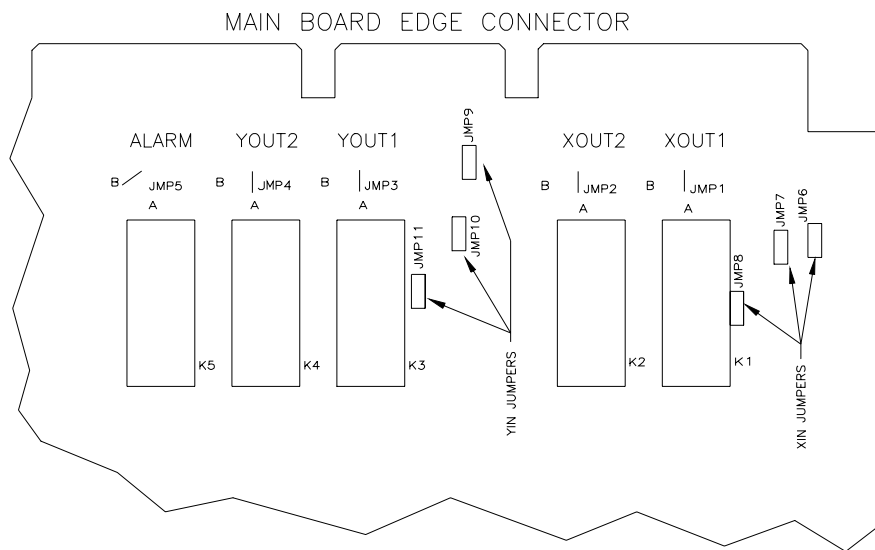 MAIN BOARD EDGE CONNECTOR
ALARM
YOUT2
YOUT1
JMP9
XOUT2
XOUT1
B
JMP5
A
B
JMP4
A
B
JMP3
A
B
JMP2
A
B
JMP1
A
JMP7
JMP6
JMP10
JMP11
JMP8
K5
K4
K3
K2
K1
YIN JUMPERS
XIN JUMPERS